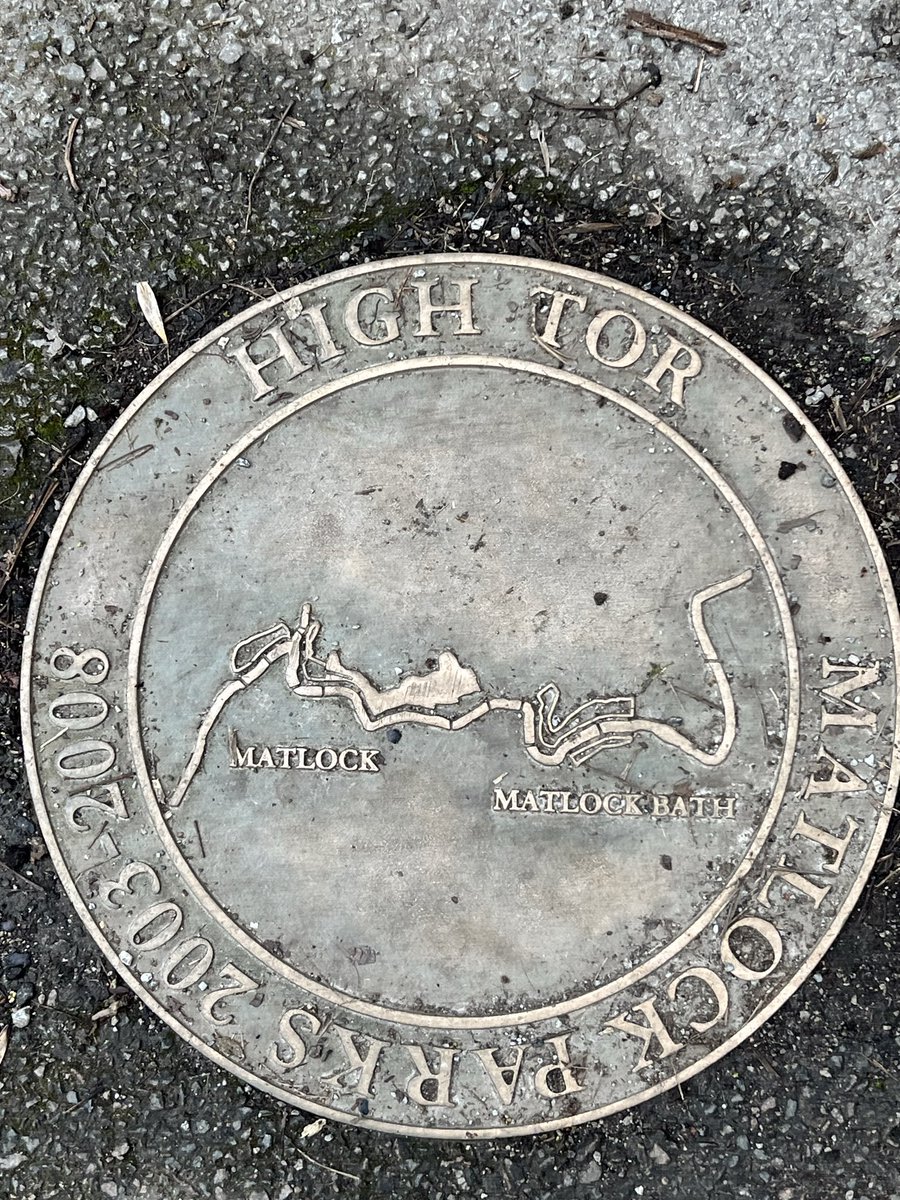 HIGH TOR
MATLOCK PARKS 2003-2008
MATLOCK
MATLOCK BATH